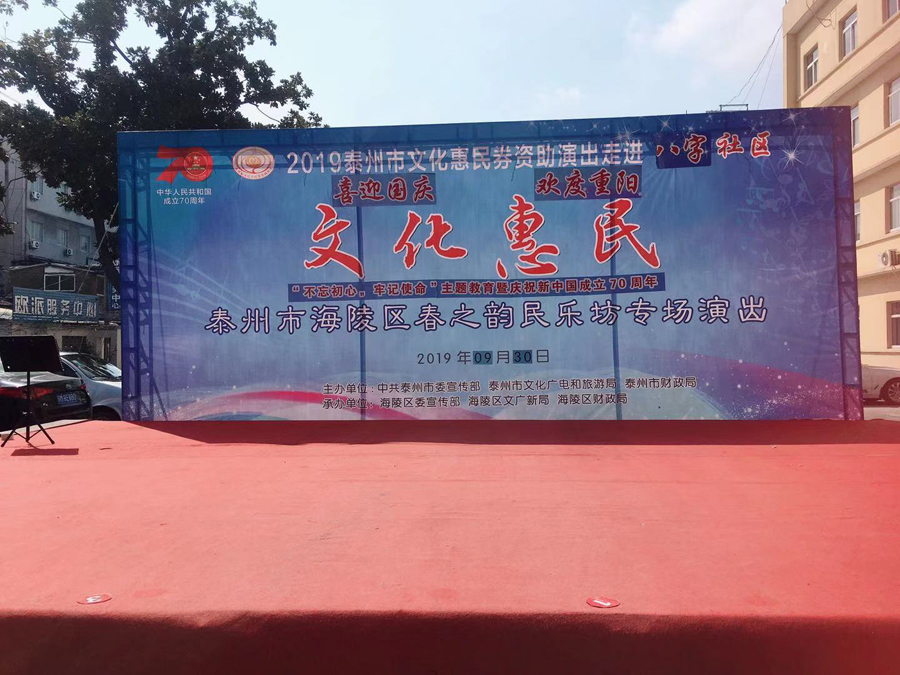 70
中华人民共和国
成立70周年
2019泰州市文化惠民券资助演出走进八字社区
喜迎国庆 欢度重阳
文化惠民
“不忘初心，牢记使命”主题教育暨庆祝新中国成立70周年
泰州市海陵区春之韵民乐坊专场演出
2019年09月30日
主办单位：中共泰州市委宣传部 泰州市文化广电和旅游局 泰州市财政局
承办单位：海陵区委宣传部 海陵区文广新局 海陵区财政局
欧派服务中心